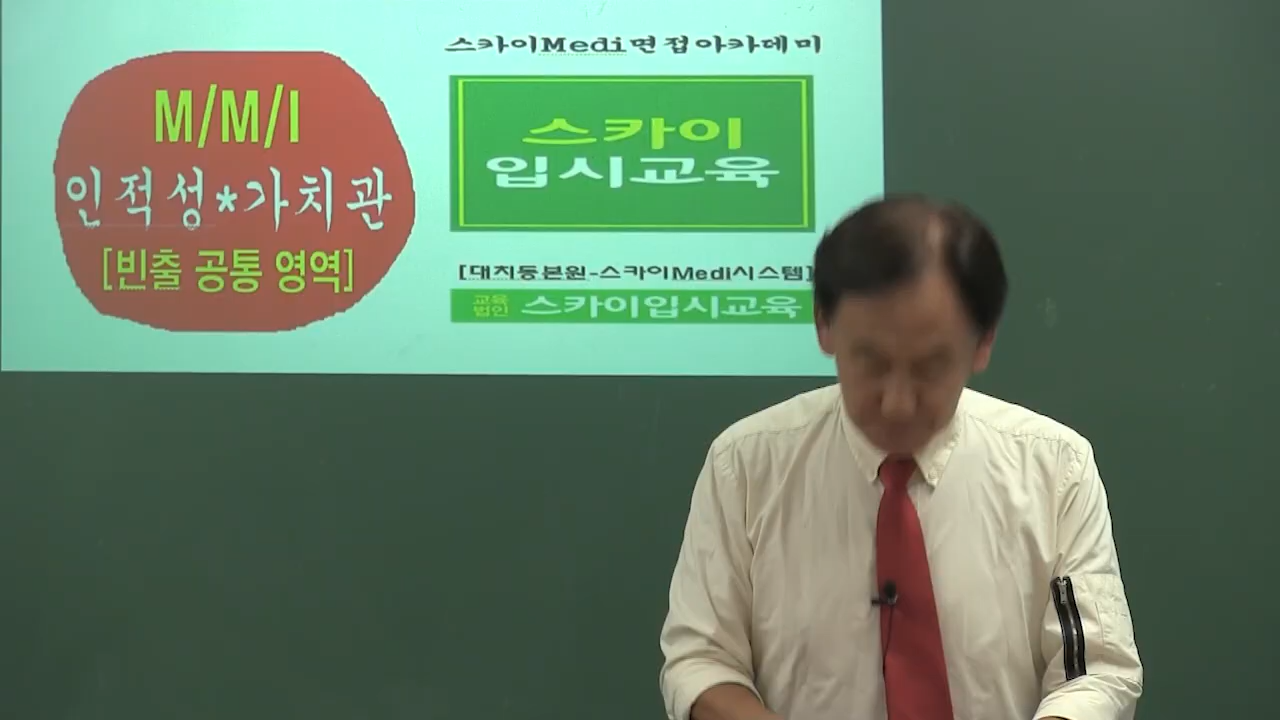 M/M/I
인적성*가치관
[빈출 공통 영역]
스카이Medi면접아카데미
스카이
입시교육
[대치동본원-스카이Medi시스템]
교육
법인
스카이입시교육